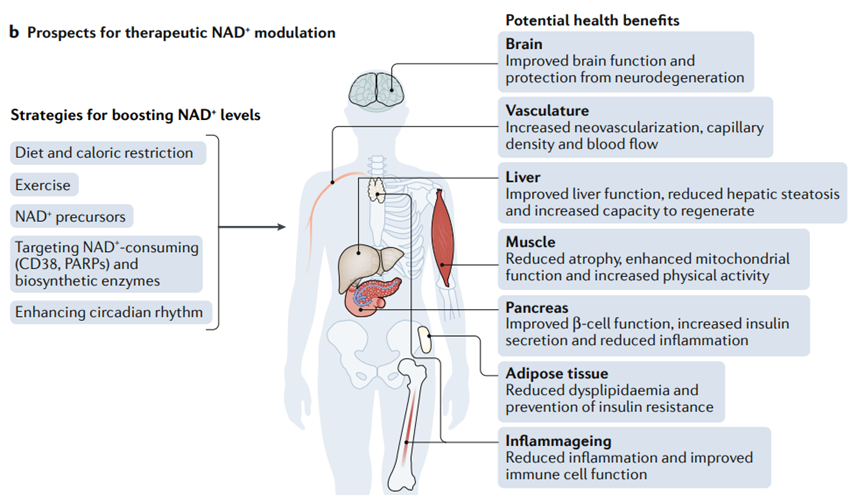 b Prospects for therapeutic NAD⁺ modulation
Strategies for boosting NAD⁺ levels
Diet and caloric restriction
Exercise
NAD⁺ precursors
Targeting NAD⁺-consuming
(CD38, PARPs) and
biosynthetic enzymes
Enhancing circadian rhythm
Potential health benefits
Brain
Improved brain function and
protection from neurodegeneration
Vasculature
Increased neovascularization, capillary
density and blood flow
Liver
Improved liver function, reduced hepatic steatosis
and increased capacity to regenerate
Muscle
Reduced atrophy, enhanced mitochondrial
function and increased physical activity
Pancreas
Improved β-cell function, increased insulin
secretion and reduced inflammation
Adipose tissue
Reduced dysplipidaemia and
prevention of insulin resistance
Inflammageing
Reduced inflammation and improved
immune cell function